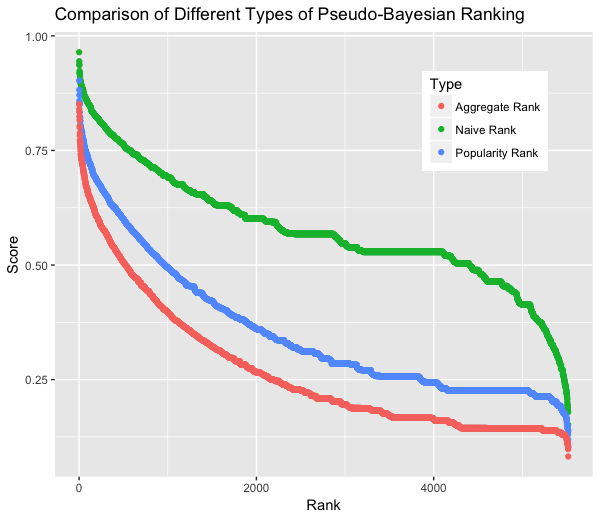 Comparison of Different Types of Pseudo-Bayesian Ranking
1.00
0.75
0.50
0.25
Score
Type
Aggregate Rank
Naive Rank
Popularity Rank
0
2000
4000
Rank